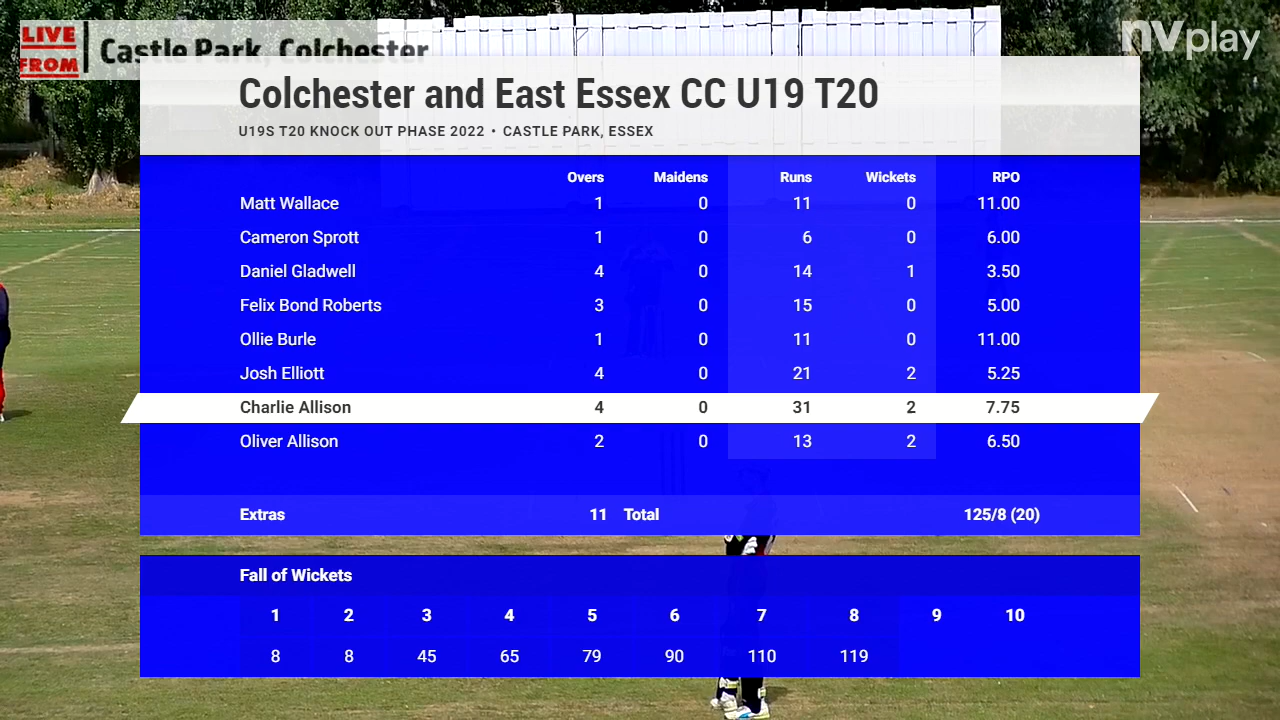 LIVE FROM
Castle Park, Colchester
nvplay
Colchester and East Essex CC U19 T20
U19S T20 KNOCK OUT PHASE 2022 • CASTLE PARK, ESSEX
Overs Maidens Runs Wickets RPO
Matt Wallace 1 0 11 0 11.00
Cameron Sprott 1 0 6 0 6.00
Daniel Gladwell 4 0 14 1 3.50
Felix Bond Roberts 3 0 15 0 5.00
Ollie Burle 1 0 11 0 11.00
Josh Elliott 4 0 21 2 5.25
Charlie Allison 4 0 31 2 7.75
Oliver Allison 2 0 13 2 6.50
Extras 11 Total 125/8 (20)
Fall of Wickets
1 2 3 4 5 6 7 8 9 10
8 8 45 65 79 90 110 119